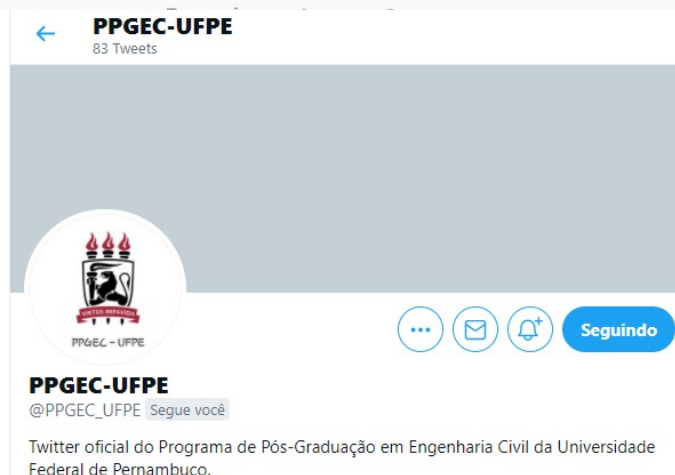 PPGEC-UFPE
83 Tweets
VIRTUS IMPAVIDA
PPGEC - UFPE
Seguindo
PPGEC-UFPE
@PPGEC_UFPE Segue você
Twitter oficial do Programa de Pós-Graduação em Engenharia Civil da Universidade
Federal de Pernambuco.